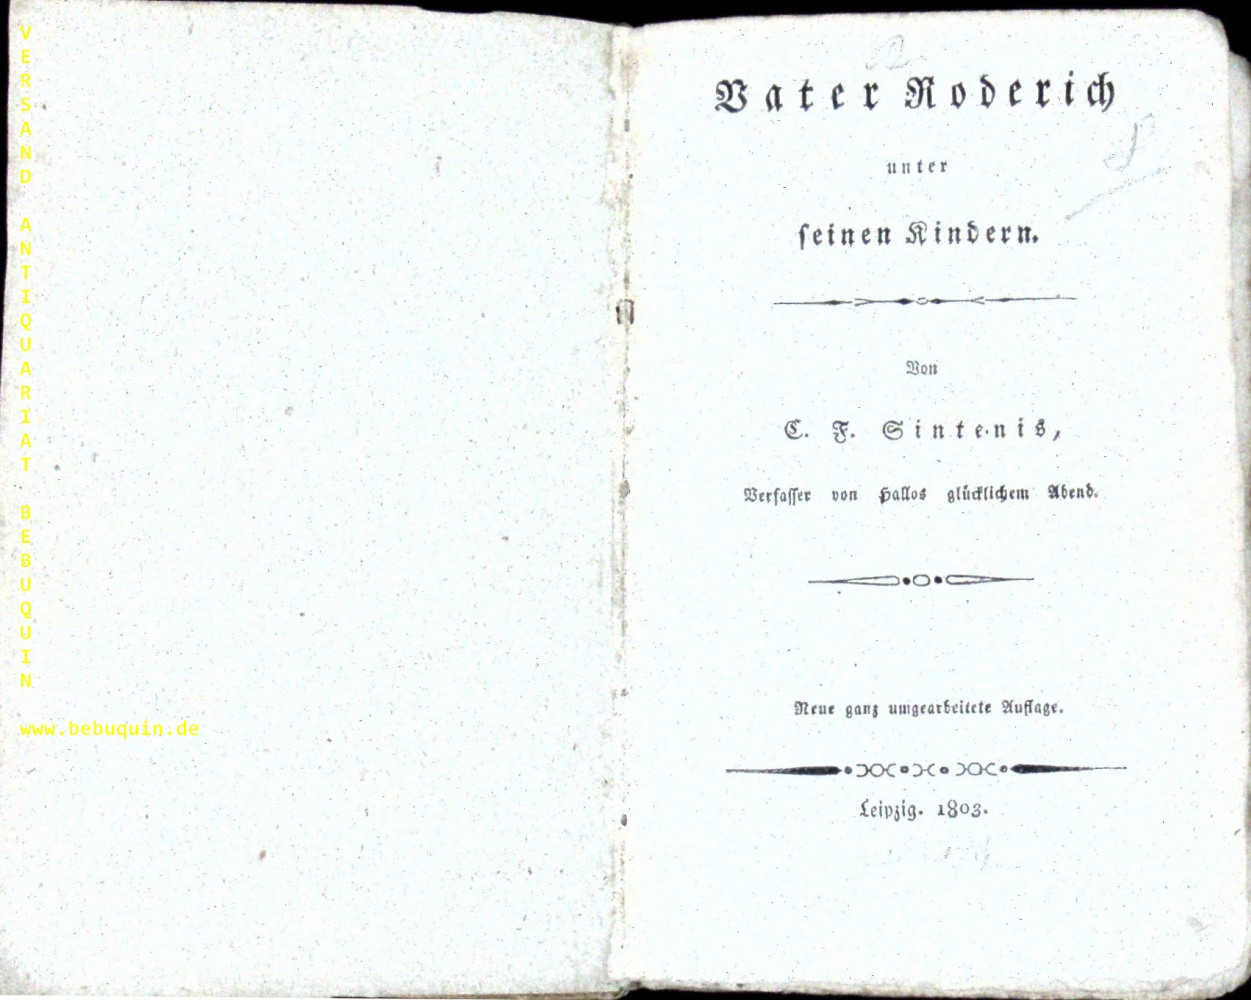 VERSAND ANTIQUARIAT BEBUQUIN
www.bebuquin.de
Vater Roderich
unter
ſeinen Kindern.
Von
C. F. Sintenis,
Verfaſſer von Hallos glücklichem Abend.
Neue ganz umgearbeitete Auflage.
Leipzig. 1803.